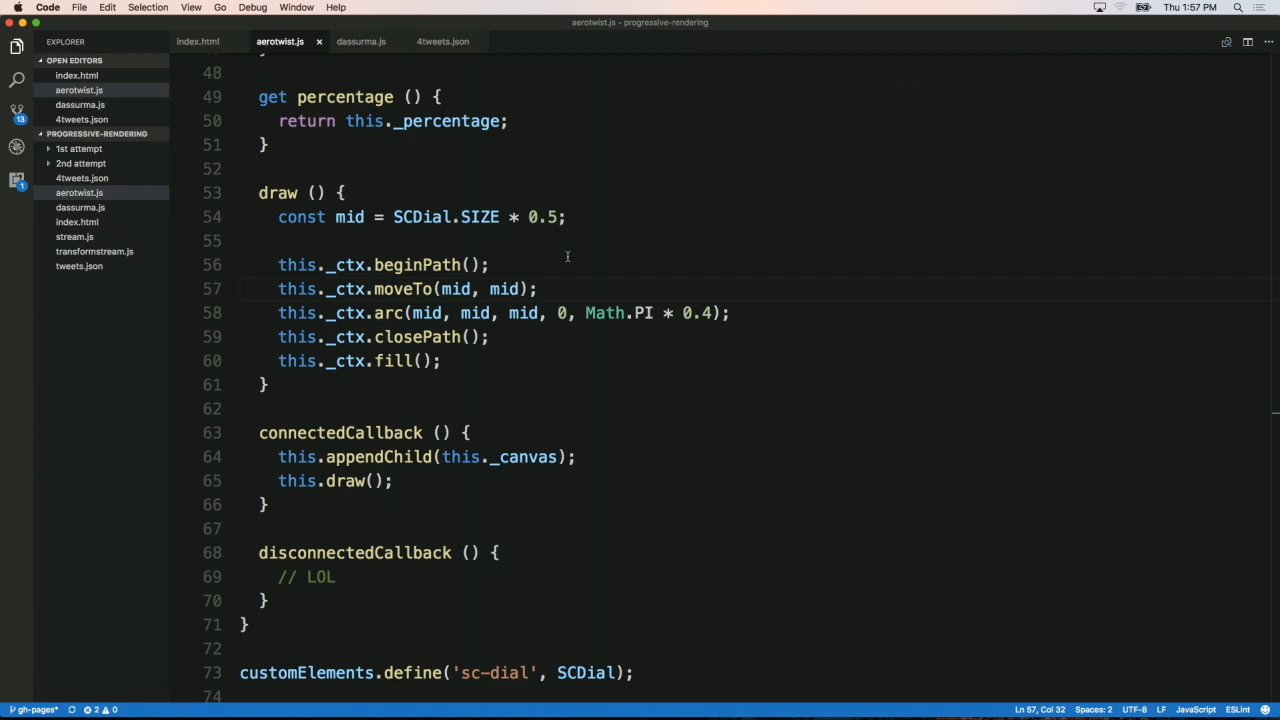 Code File Edit Selection View Go Debug Window Help Thu 1:57 PM
aerotwist.js - progressive-rendering
EXPLORER
index.html aerotwist.js × dassurma.js 4tweets.json
OPEN EDITORS
index.html
aerotwist.js
dassurma.js
4tweets.json
PROGRESSIVE-RENDERING
1st attempt
2nd attempt
4tweets.json
aerotwist.js
dassurma.js
index.html
stream.js
transformstream.js
tweets.json
13
1
48
49 get percentage () {
50 return this._percentage;
51 }
52
53 draw () {
54 const mid = SCDial.SIZE * 0.5;
55
56 this._ctx.beginPath();
57 this._ctx.moveTo(mid, mid);
58 this._ctx.arc(mid, mid, mid, 0, Math.PI * 0.4);
59 this._ctx.closePath();
60 this._ctx.fill();
61 }
62
63 connectedCallback () {
64 this.appendChild(this._canvas);
65 this.draw();
66 }
67
68 disconnectedCallback () {
69 // LOL
70 }
71 }
72
73 customElements.define('sc-dial', SCDial);
74
gh-pages* 2 0 Ln 57, Col 32 Spaces: 2 UTF-8 LF JavaScript ESLint